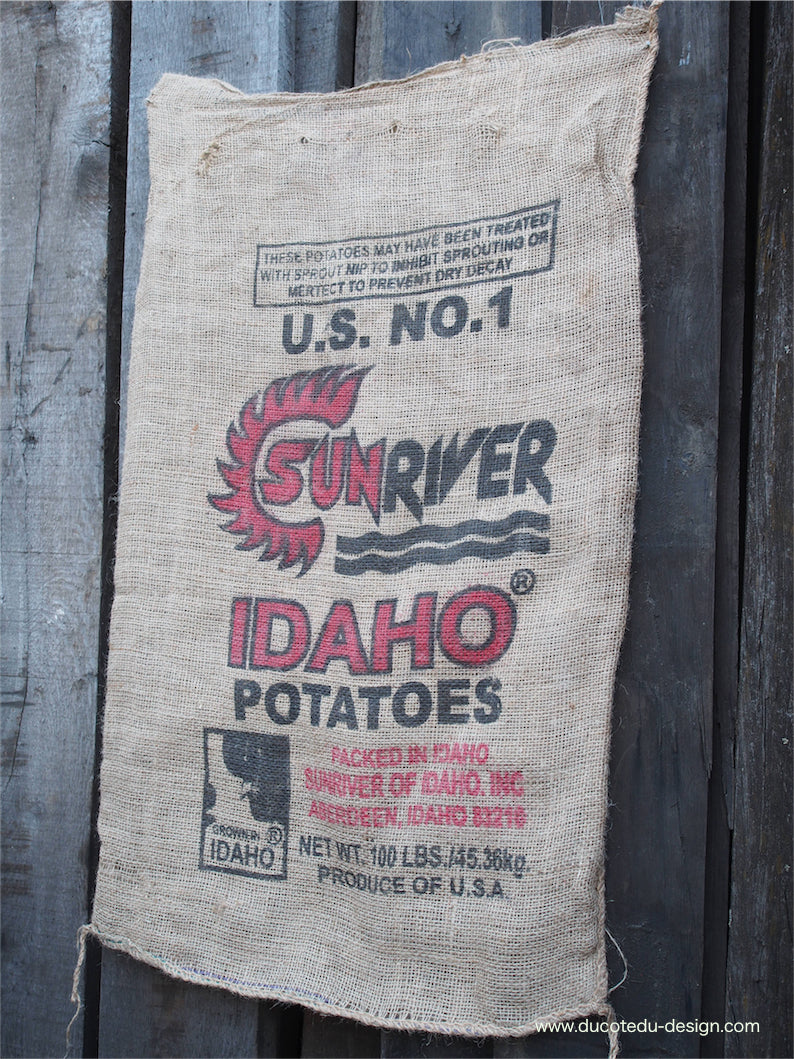 THESE POTATOES MAY HAVE BEEN TREATED
WITH SPROUT NIP TO INHIBIT SPROUTING OR
MERTECT TO PREVENT DRY DECAY
U.S. NO.1
SUNRIVER
IDAHO®
POTATOES
PACKED IN IDAHO
SUNRIVER OF IDAHO, INC
ABERDEEN, IDAHO 83210
GROWN IN ®
IDAHO
NET WT. 100 LBS./45.36kg
PRODUCE OF U.S.A.
www.ducotedu-design.com